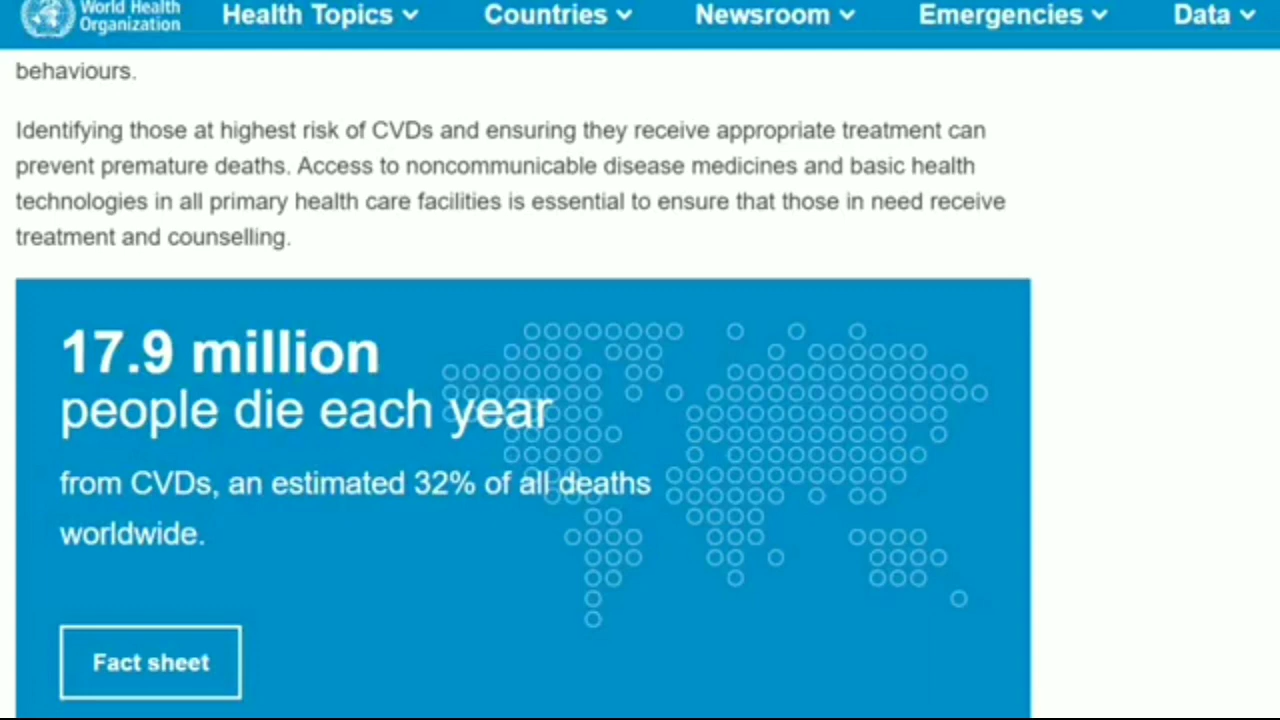 World Health
Organization
Health Topics
Countries
Newsroom
Emergencies
Data
behaviours.
Identifying those at highest risk of CVDs and ensuring they receive appropriate treatment can
prevent premature deaths. Access to noncommunicable disease medicines and basic health
technologies in all primary health care facilities is essential to ensure that those in need receive
treatment and counselling.
17.9 million
people die each year
from CVDs, an estimated 32% of all deaths
worldwide.
Fact sheet